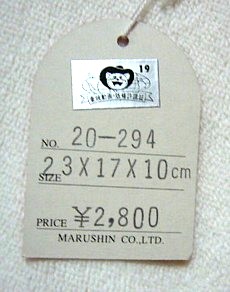 19
NO. 20-294
SIZE 23X17X10cm
PRICE ¥2,800
MARUSHIN CO.,LTD.